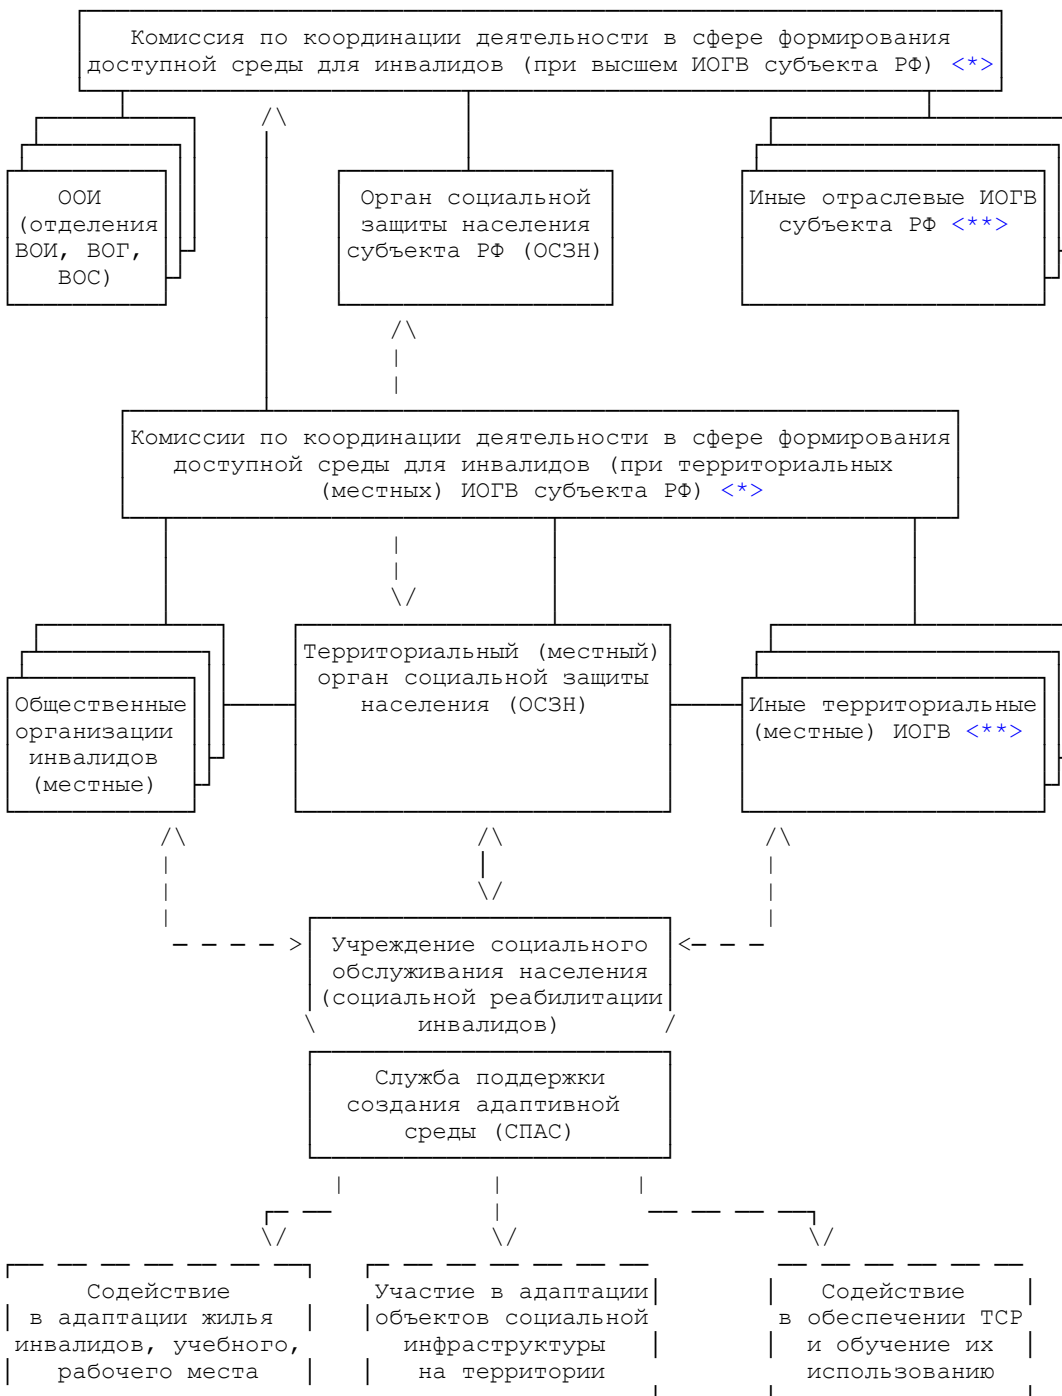 Комиссия по координации деятельности в сфере формирования
доступной среды для инвалидов (при высшем ИОГВ субъекта РФ) <*>
ООИ
(отделения
ВОИ, ВОГ,
ВОС)
Орган социальной
защиты населения
субъекта РФ (ОСЗН)
Иные отраслевые ИОГВ
субъекта РФ <**>
Комиссии по координации деятельности в сфере формирования
доступной среды для инвалидов (при территориальных
(местных) ИОГВ субъекта РФ) <*>
Общественные
организации
инвалидов
(местные)
Территориальный (местный)
орган социальной защиты
населения (ОСЗН)
Иные территориальные
(местные) ИОГВ <**>
Учреждение социального
обслуживания населения
(социальной реабилитации
инвалидов)
Служба поддержки
создания адаптивной
среды (СПАС)
Содействие
в адаптации жилья
инвалидов, учебного,
рабочего места
Участие в адаптации
объектов социальной
инфраструктуры
на территории
Содействие
в обеспечении ТСР
и обучение их
использованию